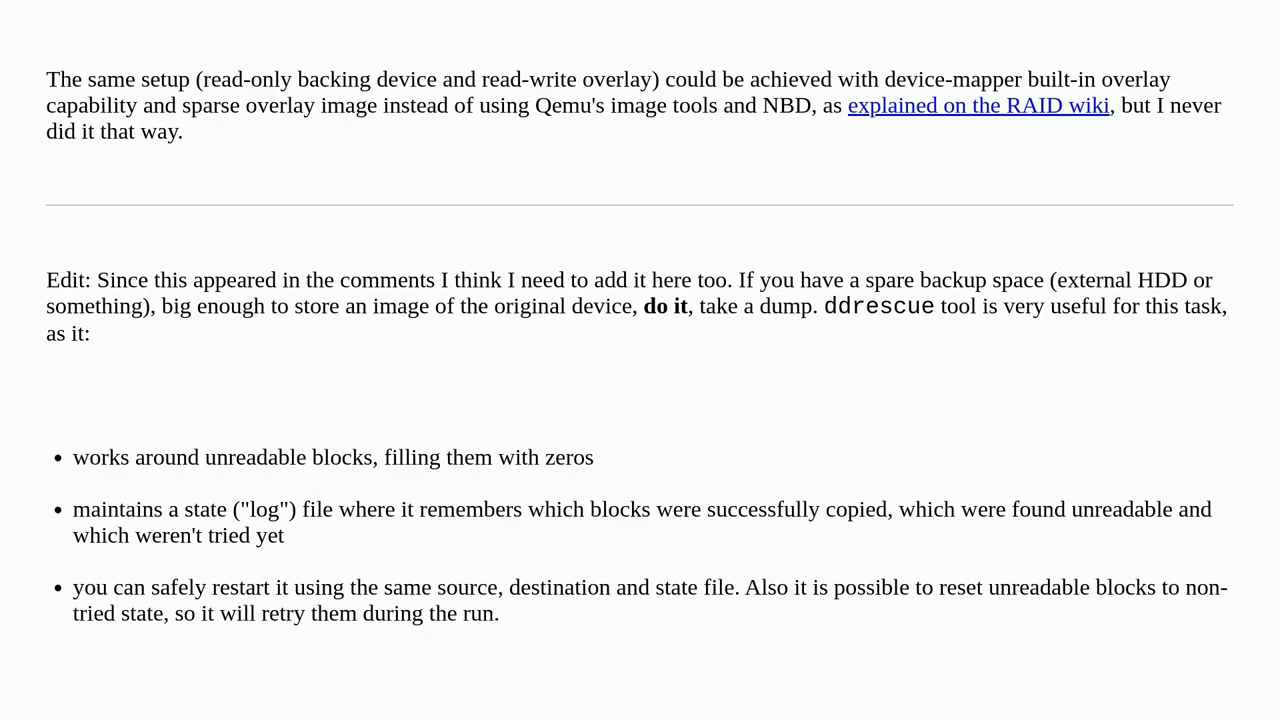 The same setup (read-only backing device and read-write overlay) could be achieved with device-mapper built-in overlay
capability and sparse overlay image instead of using Qemu's image tools and NBD, as explained on the RAID wiki, but I never
did it that way.
Edit: Since this appeared in the comments I think I need to add it here too. If you have a spare backup space (external HDD or
something), big enough to store an image of the original device, do it, take a dump. ddrescue tool is very useful for this task,
as it:
• works around unreadable blocks, filling them with zeros
• maintains a state ("log") file where it remembers which blocks were successfully copied, which were found unreadable and
which weren't tried yet
• you can safely restart it using the same source, destination and state file. Also it is possible to reset unreadable blocks to non-
tried state, so it will retry them during the run.